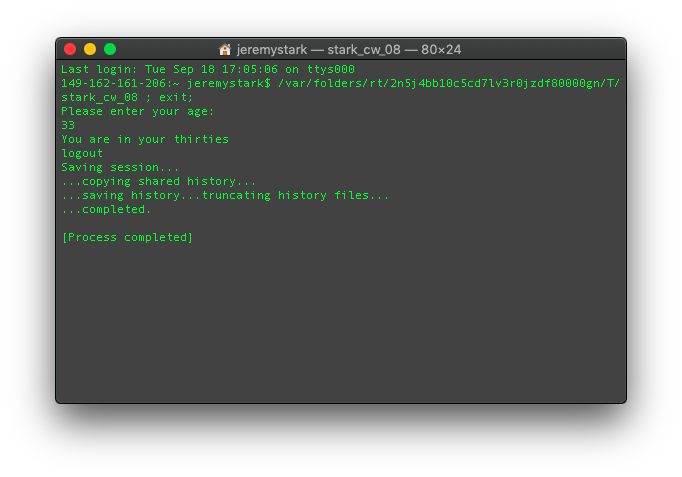 jeremystark — stark_cw_08 — 80×24
Last login: Tue Sep 18 17:05:06 on ttys000
149-162-161-206:~ jeremystark$ /var/folders/rt/2n5j4bb10c5cd7lv3r0jzdf80000gn/T/
stark_cw_08 ; exit;
Please enter your age:
33
You are in your thirties
logout
Saving session...
...copying shared history...
...saving history...truncating history files...
...completed.
[Process completed]